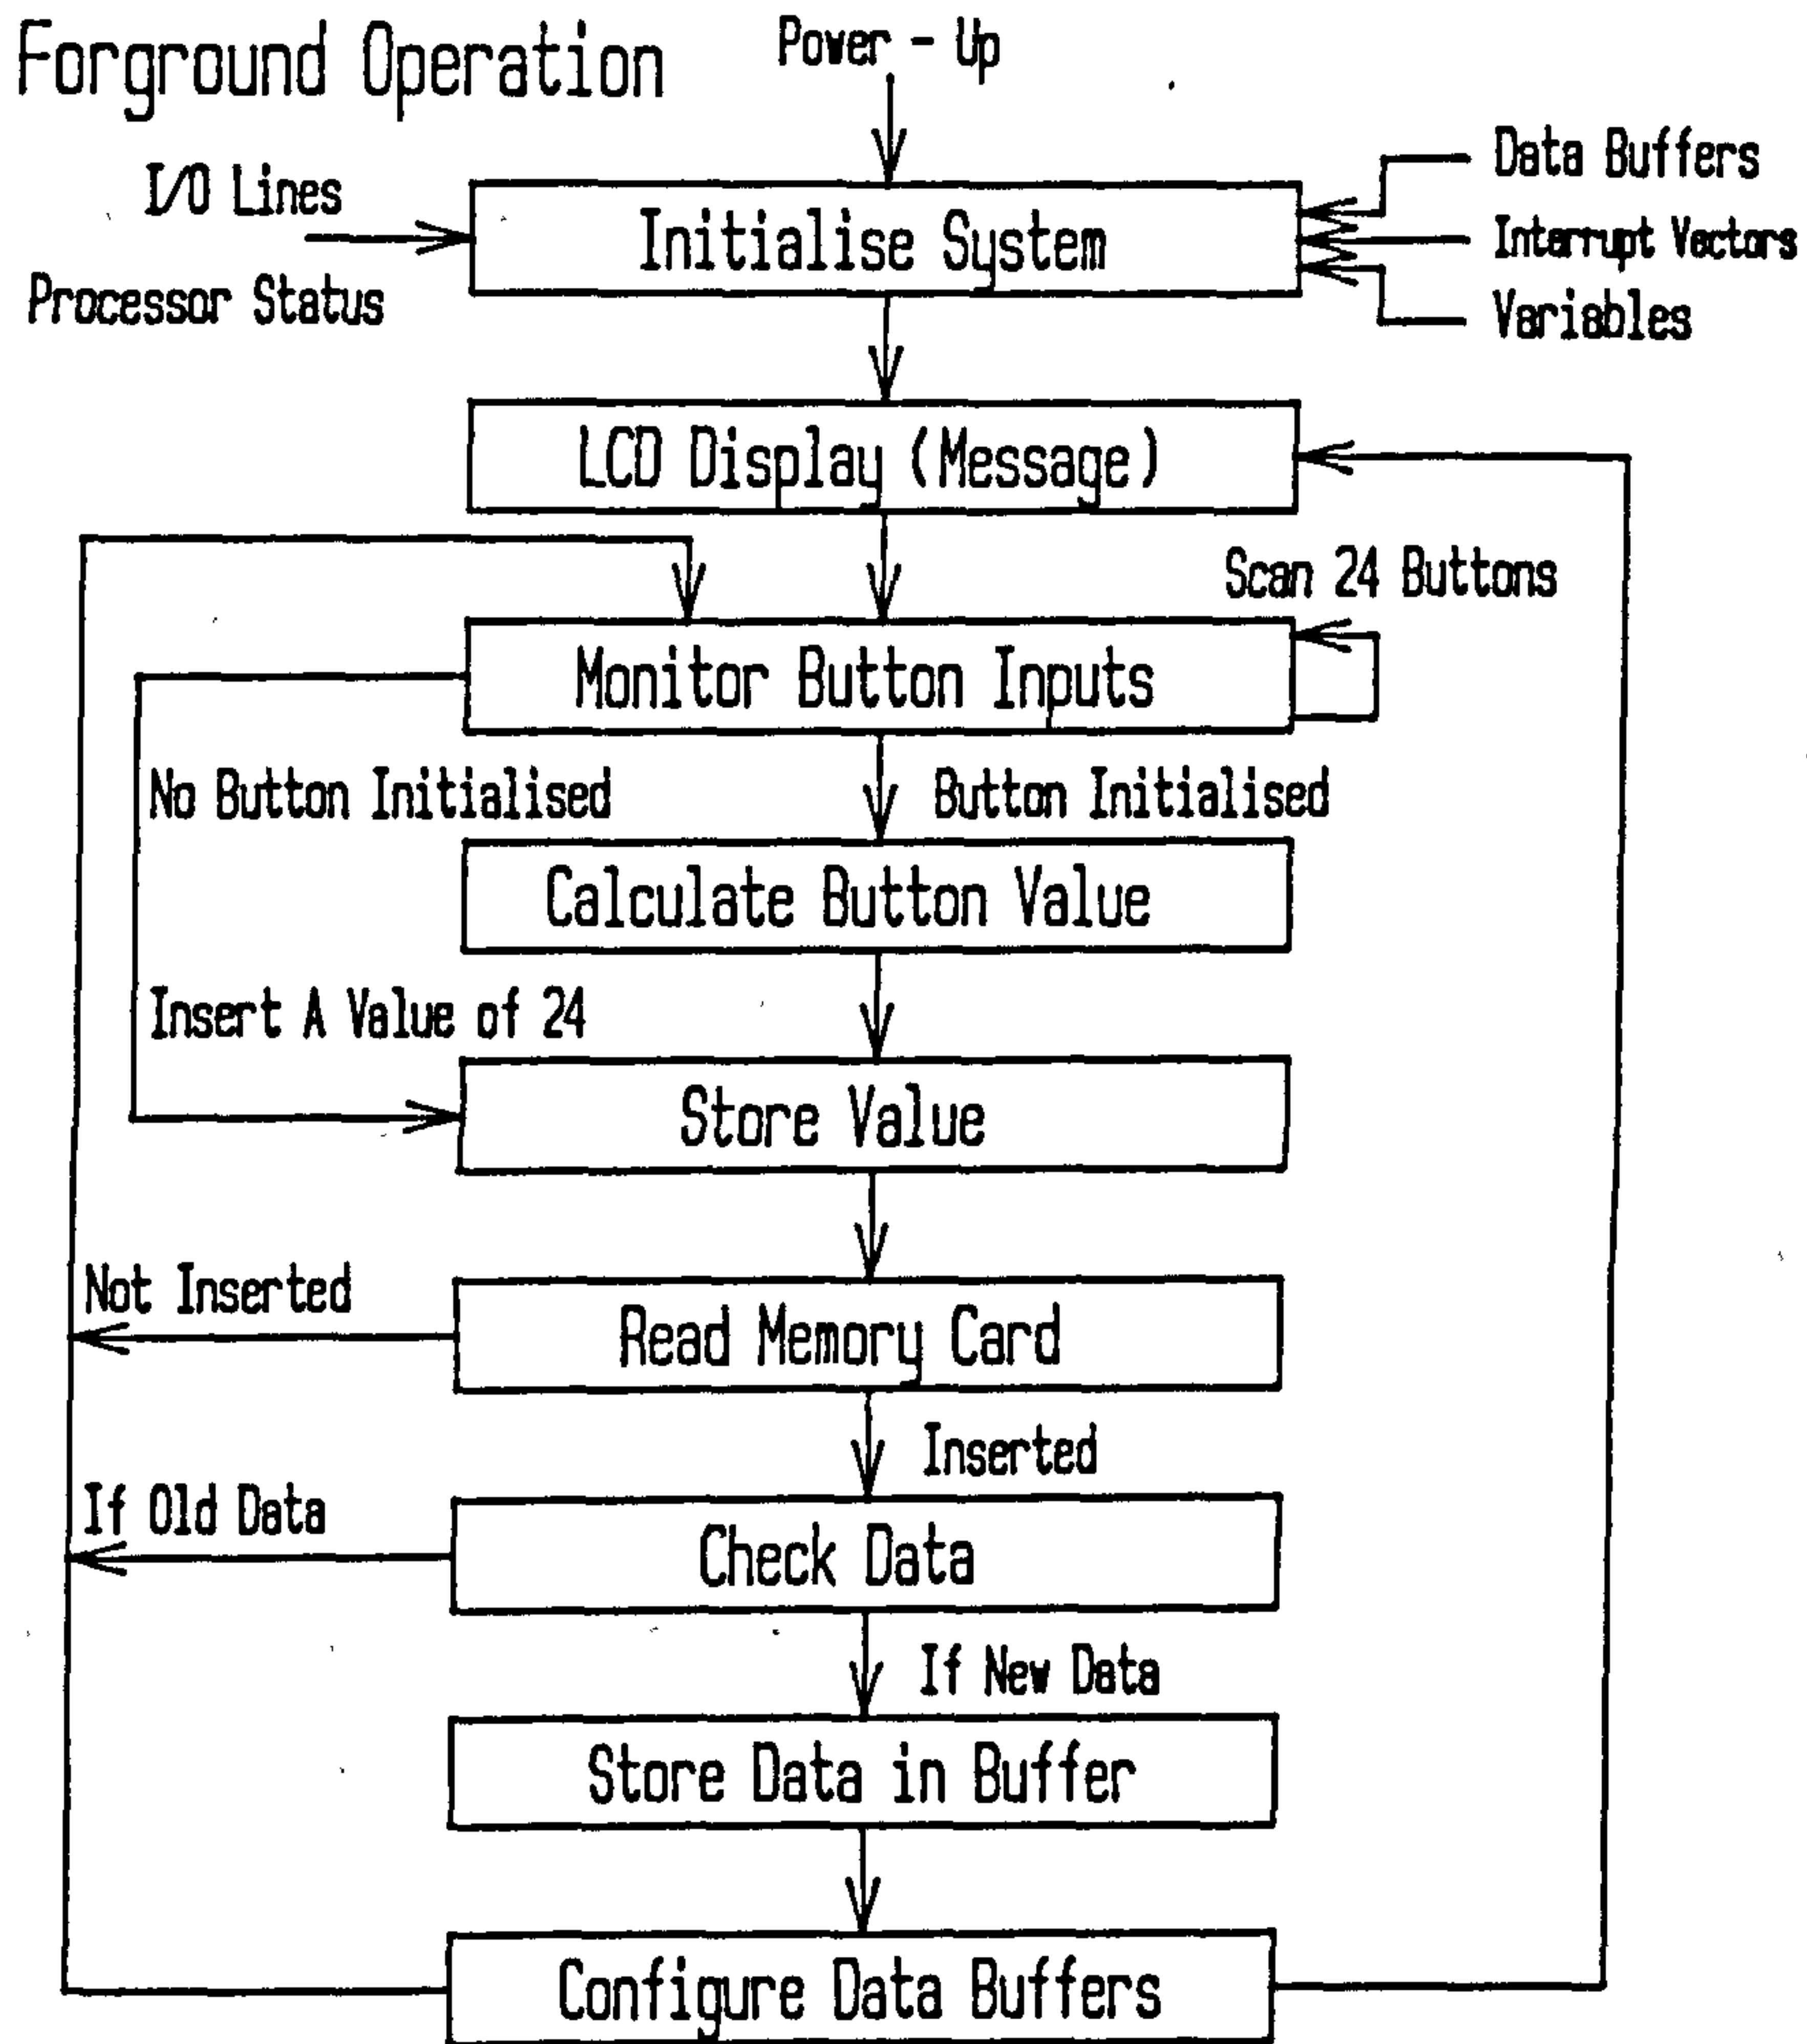 Forground Operation
Power - Up
I/O Lines
Processor Status
Data Buffers
Interrupt Vectors
Variables
Initialise System
LCD Display (Message)
Scan 24 Buttons
Monitor Button Inputs
No Button Initialised
Button Initialised
Calculate Button Value
Insert A Value of 24
Store Value
Not Inserted
Read Memory Card
Inserted
If Old Data
Check Data
If New Data
Store Data in Buffer
Configure Data Buffers